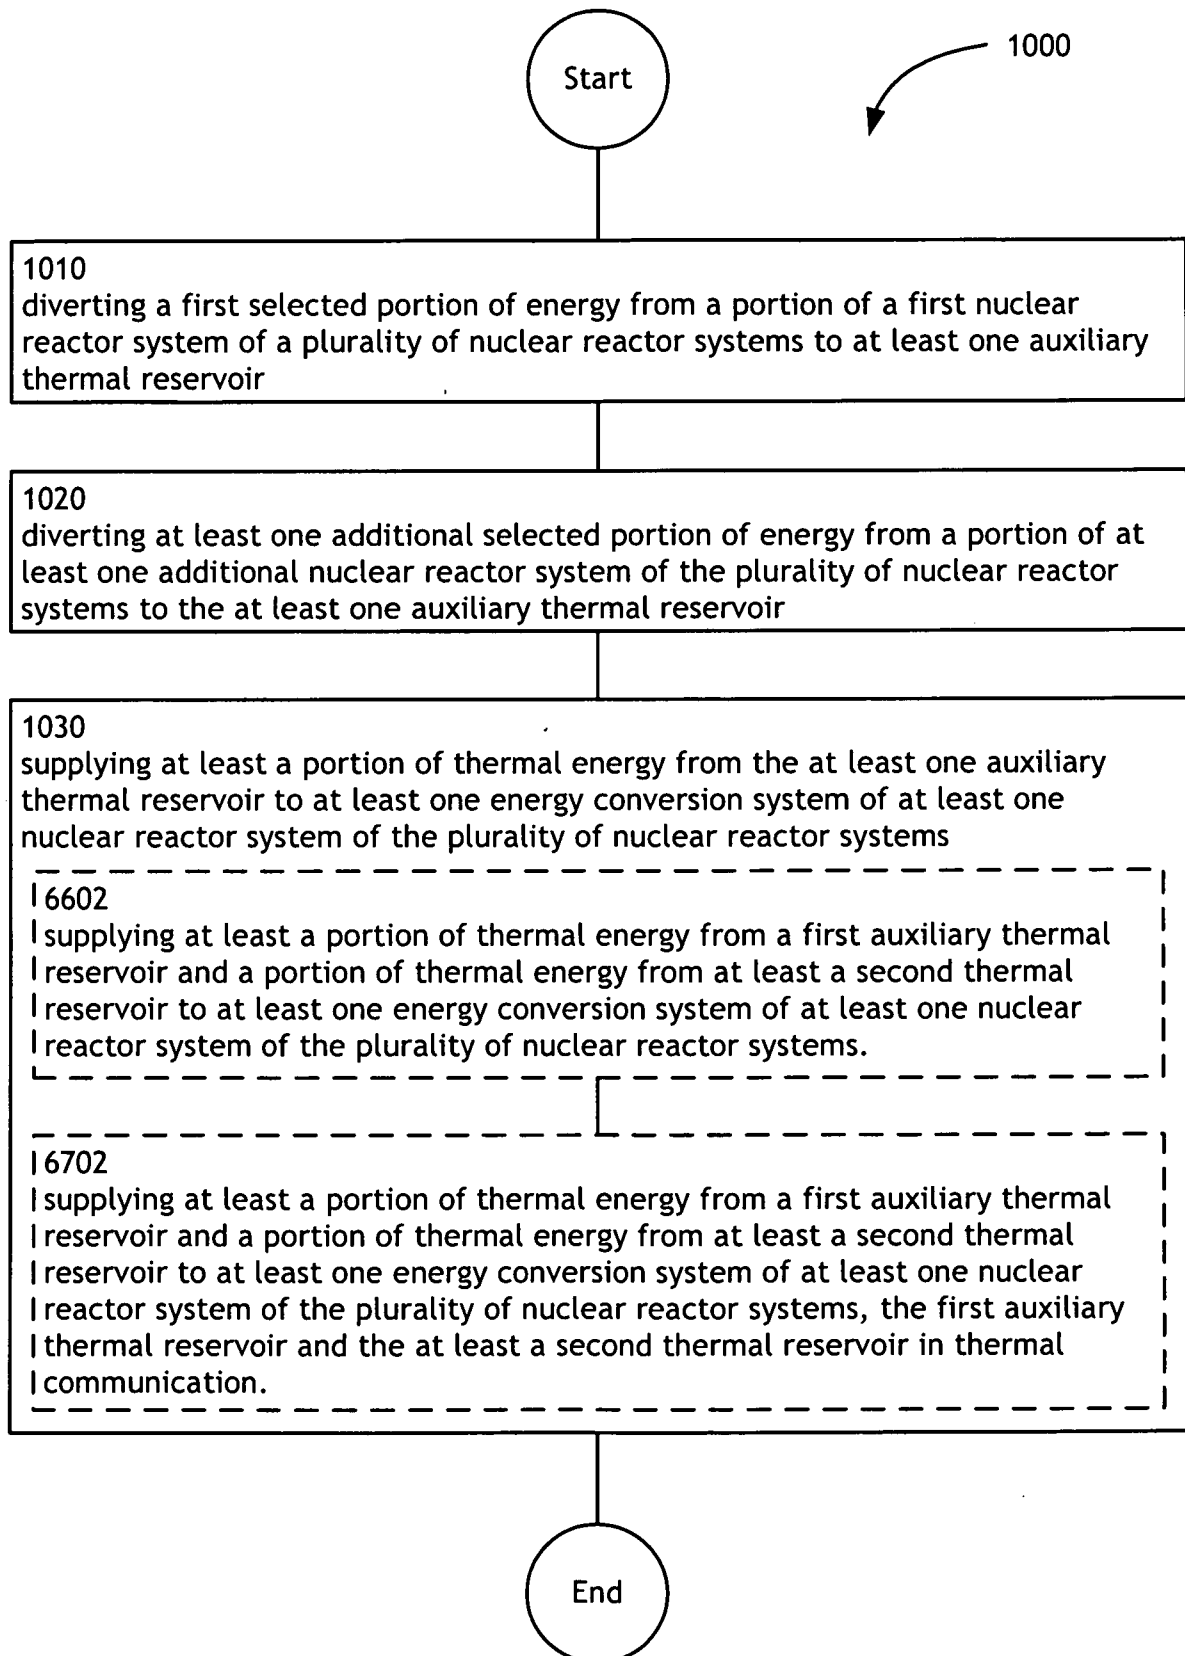 Start
1000
1010
diverting a first selected portion of energy from a portion of a first nuclear
reactor system of a plurality of nuclear reactor systems to at least one auxiliary
thermal reservoir
1020
diverting at least one additional selected portion of energy from a portion of at
least one additional nuclear reactor system of the plurality of nuclear reactor
systems to the at least one auxiliary thermal reservoir
1030
supplying at least a portion of thermal energy from the at least one auxiliary
thermal reservoir to at least one energy conversion system of at least one
nuclear reactor system of the plurality of nuclear reactor systems
6602
supplying at least a portion of thermal energy from a first auxiliary thermal
reservoir and a portion of thermal energy from at least a second thermal
reservoir to at least one energy conversion system of at least one nuclear
reactor system of the plurality of nuclear reactor systems.
6702
supplying at least a portion of thermal energy from a first auxiliary thermal
reservoir and a portion of thermal energy from at least a second thermal
reservoir to at least one energy conversion system of at least one nuclear
reactor system of the plurality of nuclear reactor systems, the first auxiliary
thermal reservoir and the at least a second thermal reservoir in thermal
communication.
End